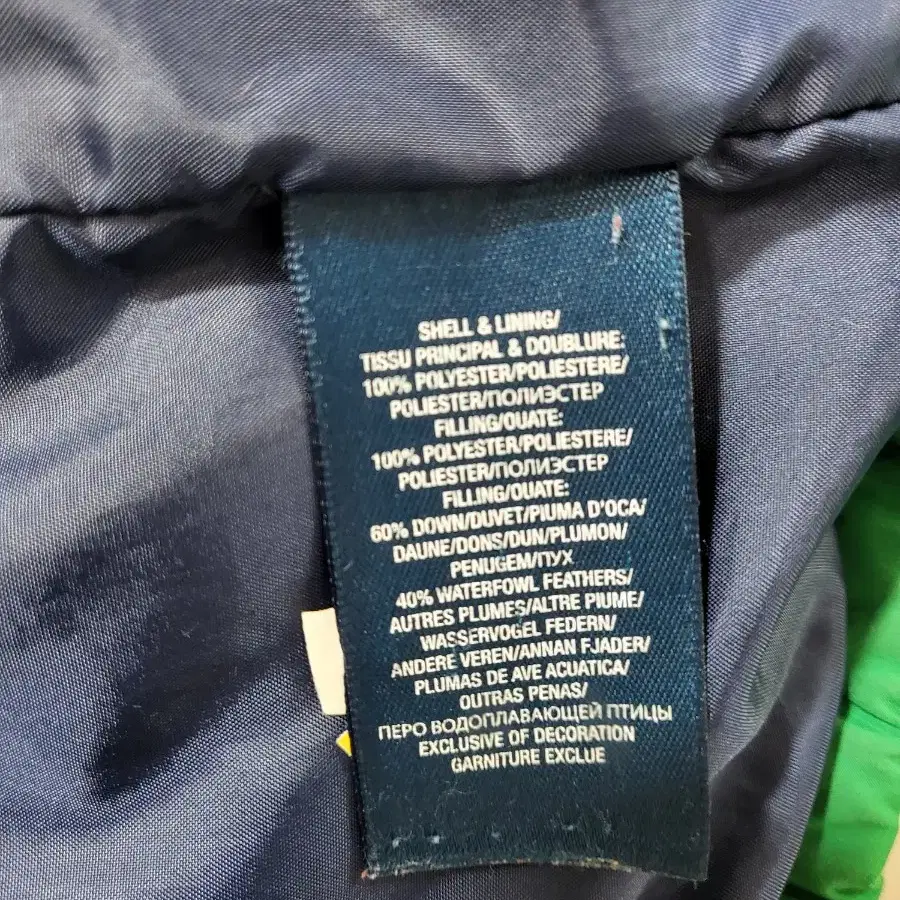 SHELL & LINING/
TISSU PRINCIPAL & DOUBLURE:
100% POLYESTER/POLIESTERE/
POLIESTER/ПОЛИЭСТЕР
FILLING/OUATE:
100% POLYESTER/POLIESTERE/
POLIESTER/ПОЛИЭСТЕР
FILLING/OUATE:
60% DOWN/DUVET/PIUMA D'OCA/
DAUNE/DONS/DUN/PLUMON/
PENUGEM/ПУХ
40% WATERFOWL FEATHERS/
AUTRES PLUMES/ALTRE PIUME/
WASSERVOGEL FEDERN/
ANDERE VEREN/ANNAN FJADER/
PLUMAS DE AVE ACUATICA/
OUTRAS PENAS/
ПЕРО ВОДОПЛАВАЮЩЕЙ ПТИЦЫ
EXCLUSIVE OF DECORATION
GARNITURE EXCLUE